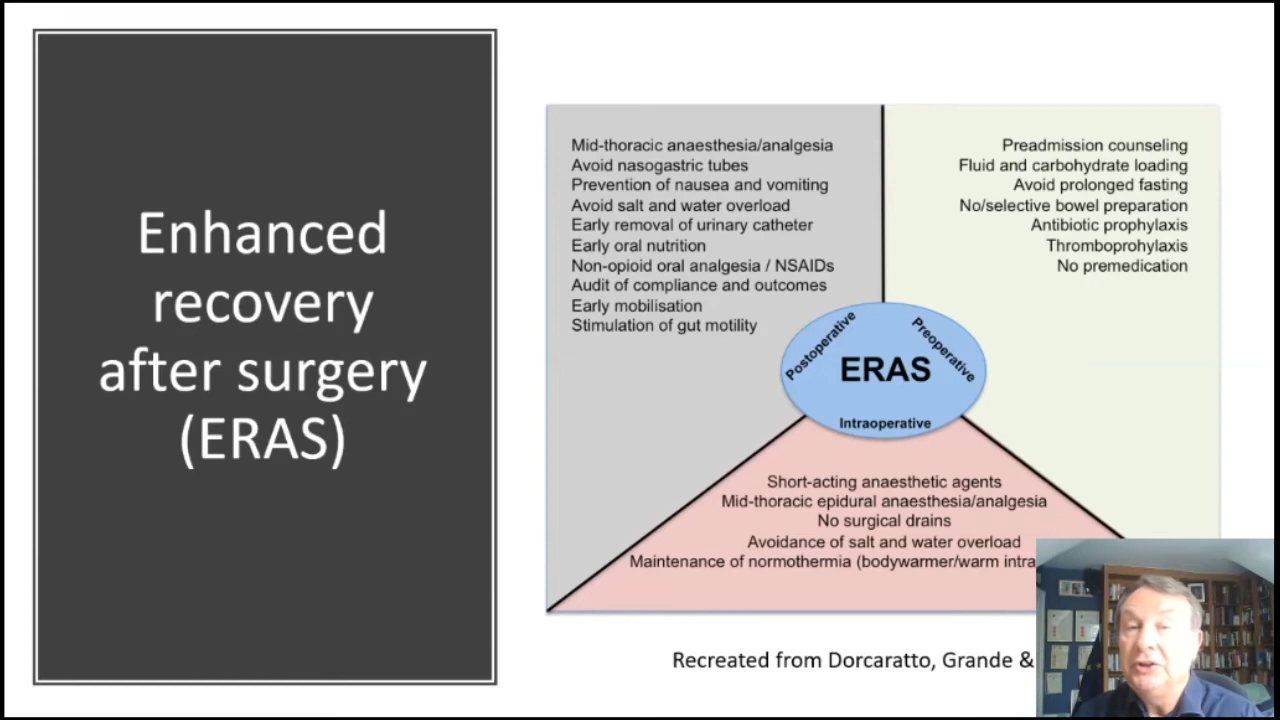 Enhanced
recovery
after surgery
(ERAS)
Mid-thoracic anaesthesia/analgesia
Avoid nasogastric tubes
Prevention of nausea and vomiting
Avoid salt and water overload
Early removal of urinary catheter
Early oral nutrition
Non-opioid oral analgesia / NSAIDs
Audit of compliance and outcomes
Early mobilisation
Stimulation of gut motility
Preadmission counseling
Fluid and carbohydrate loading
Avoid prolonged fasting
No/selective bowel preparation
Antibiotic prophylaxis
Thromboprohylaxis
No premedication
Postoperative
Preoperative
ERAS
Intraoperative
Short-acting anaesthetic agents
Mid-thoracic epidural anaesthesia/analgesia
No surgical drains
Avoidance of salt and water overload
Maintenance of normothermia (bodywarmer/warm intra
Recreated from Dorcaratto, Grande &